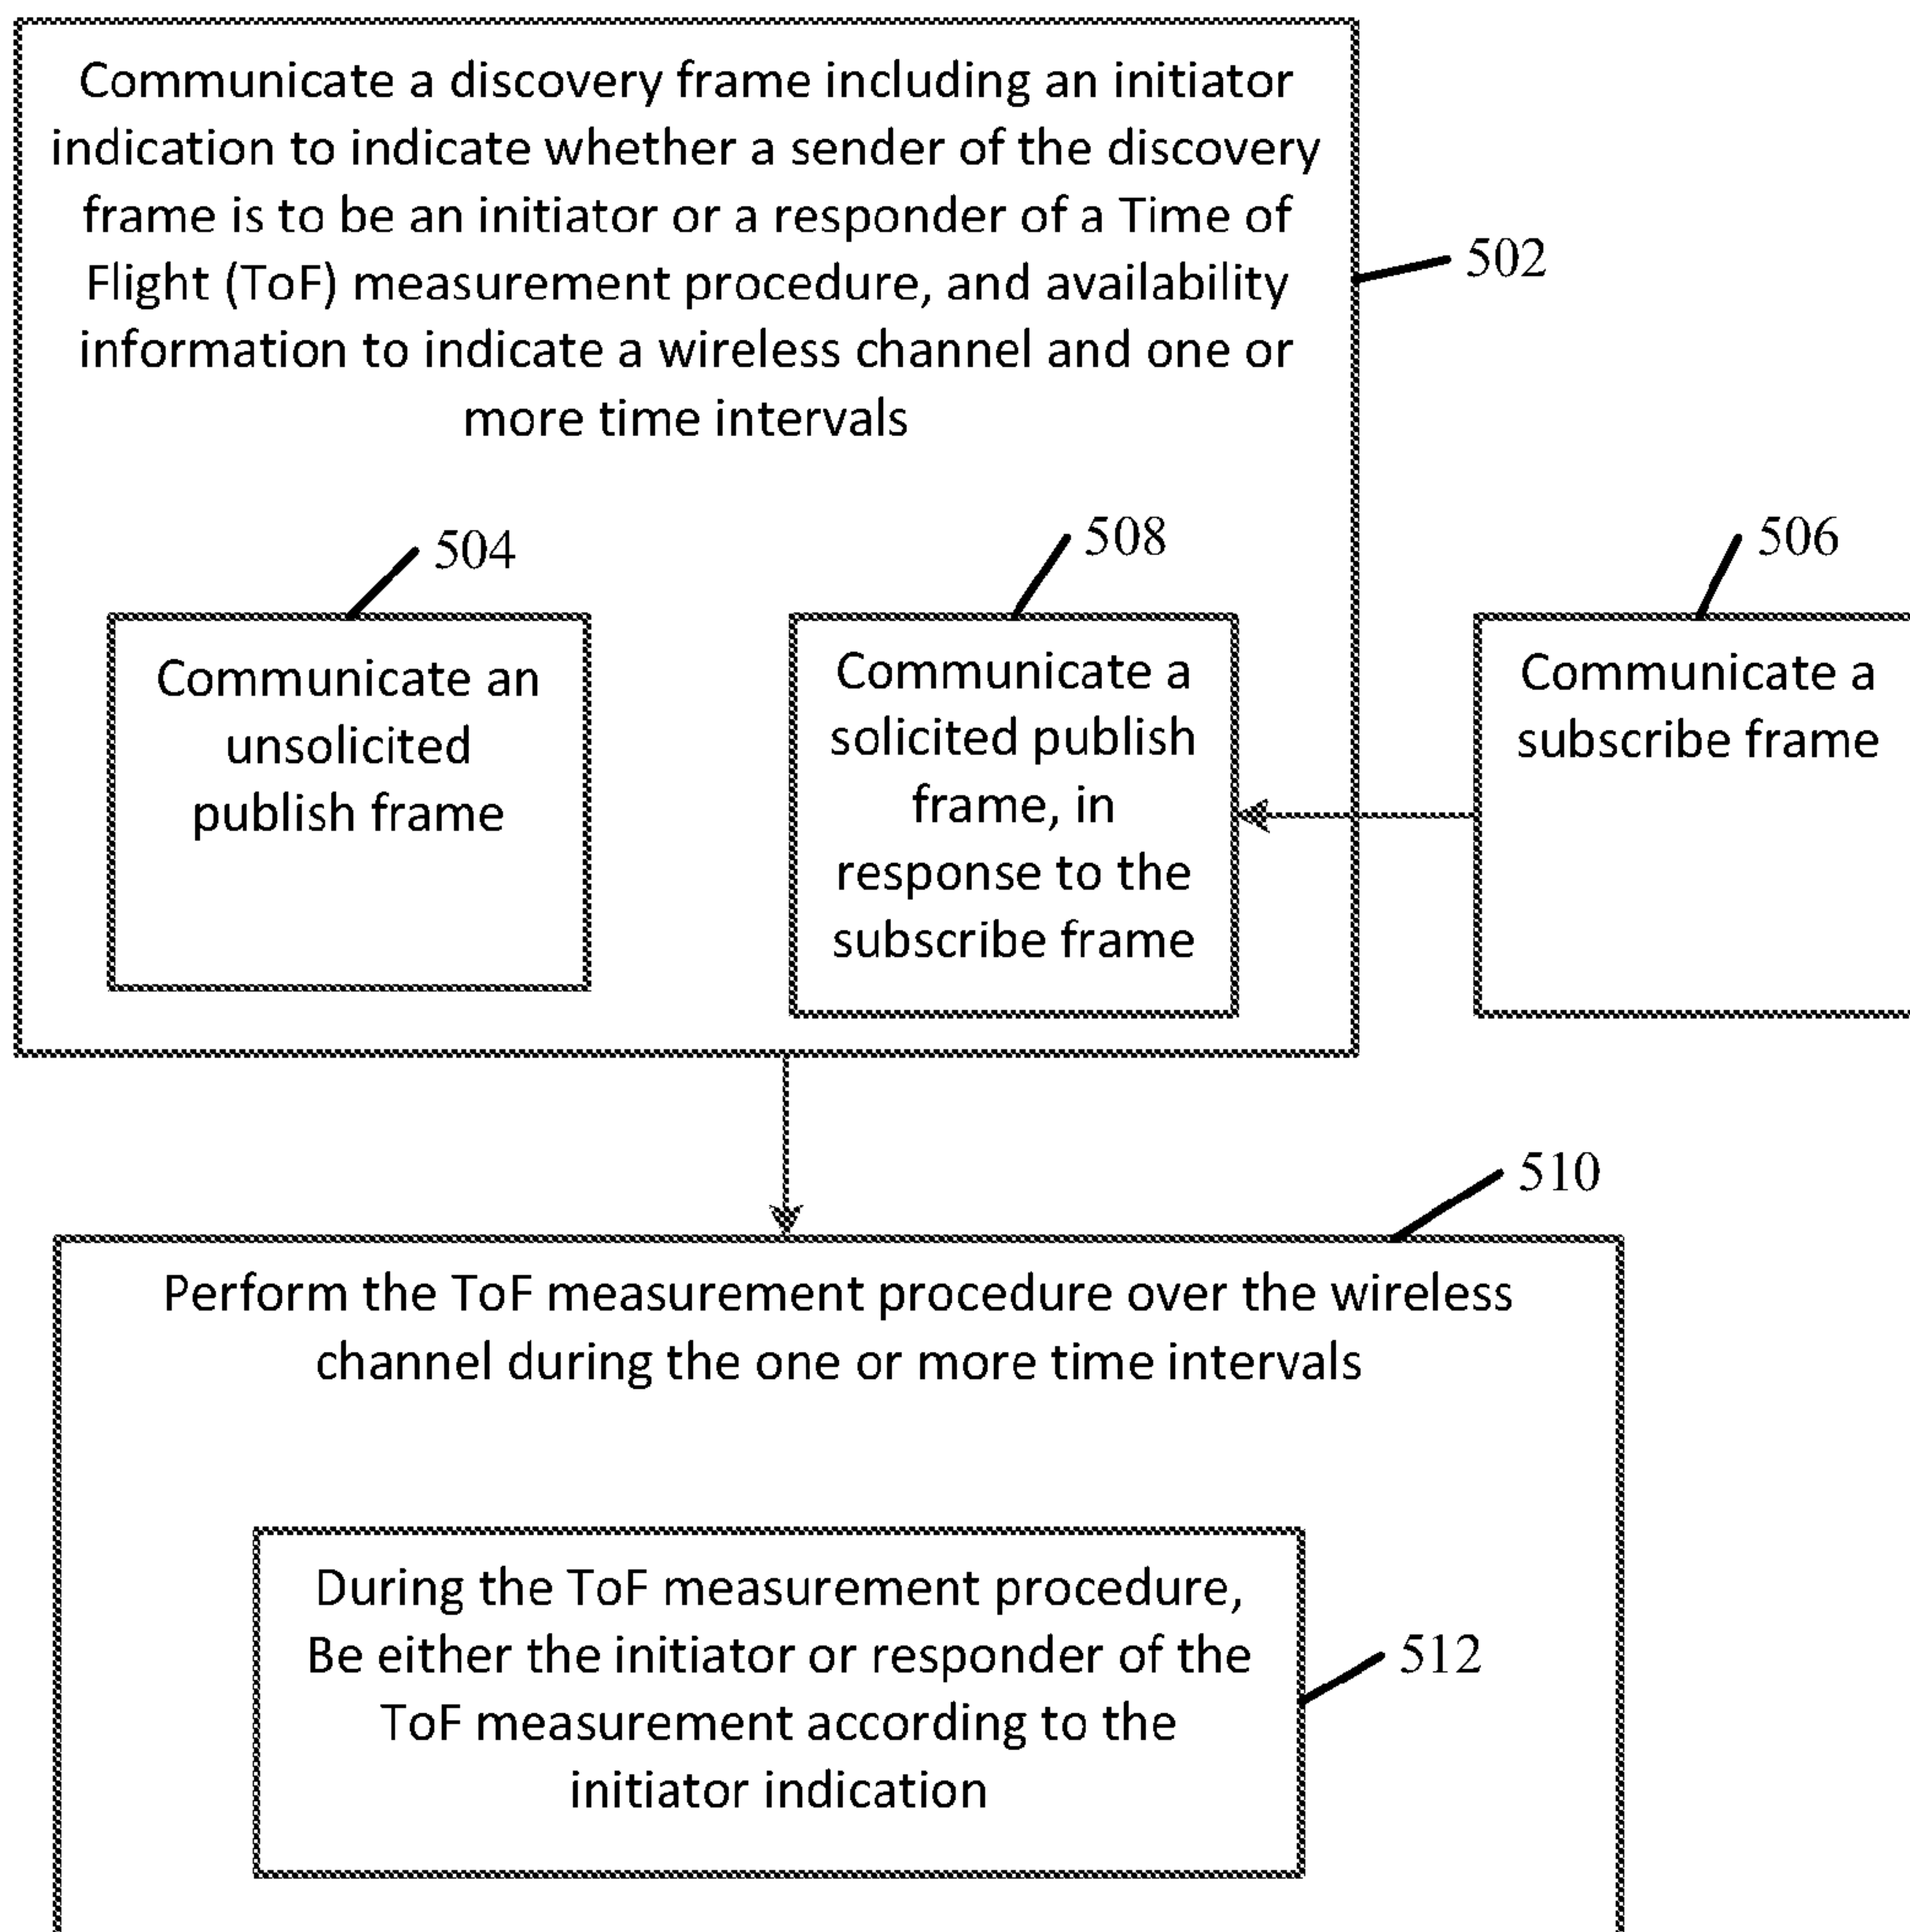 Communicate a discovery frame including an initiator
indication to indicate whether a sender of the discovery
frame is to be an initiator or a responder of a Time of
Flight (ToF) measurement procedure, and availability
information to indicate a wireless channel and one or
more time intervals
502
504
Communicate an
unsolicited
publish frame
508
Communicate a
solicited publish
frame, in
response to the
subscribe frame
506
Communicate a
subscribe frame
510
Perform the ToF measurement procedure over the wireless
channel during the one or more time intervals
During the ToF measurement procedure,
Be either the initiator or responder of the
ToF measurement according to the
initiator indication
512